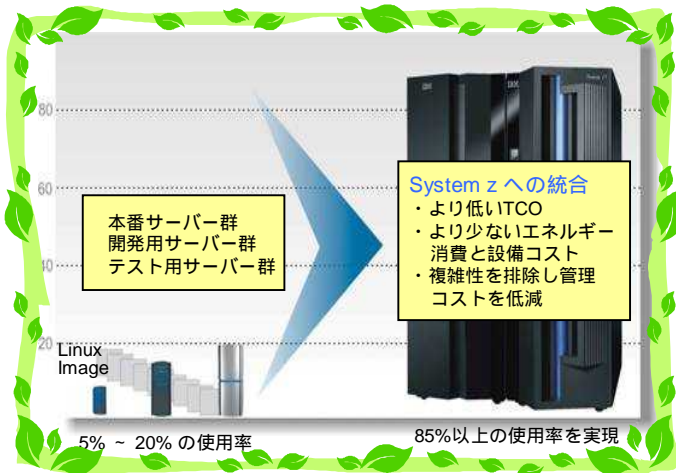 80
60
40
20
本番サーバー群
開発用サーバー群
テスト用サーバー群
Linux
Image
5% ~ 20% の使用率
IBM
IBM
System z への統合
・より低いTCO
・より少ないエネルギー
消費と設備コスト
・複雑性を排除し管理
コストを低減
85%以上の使用率を実現